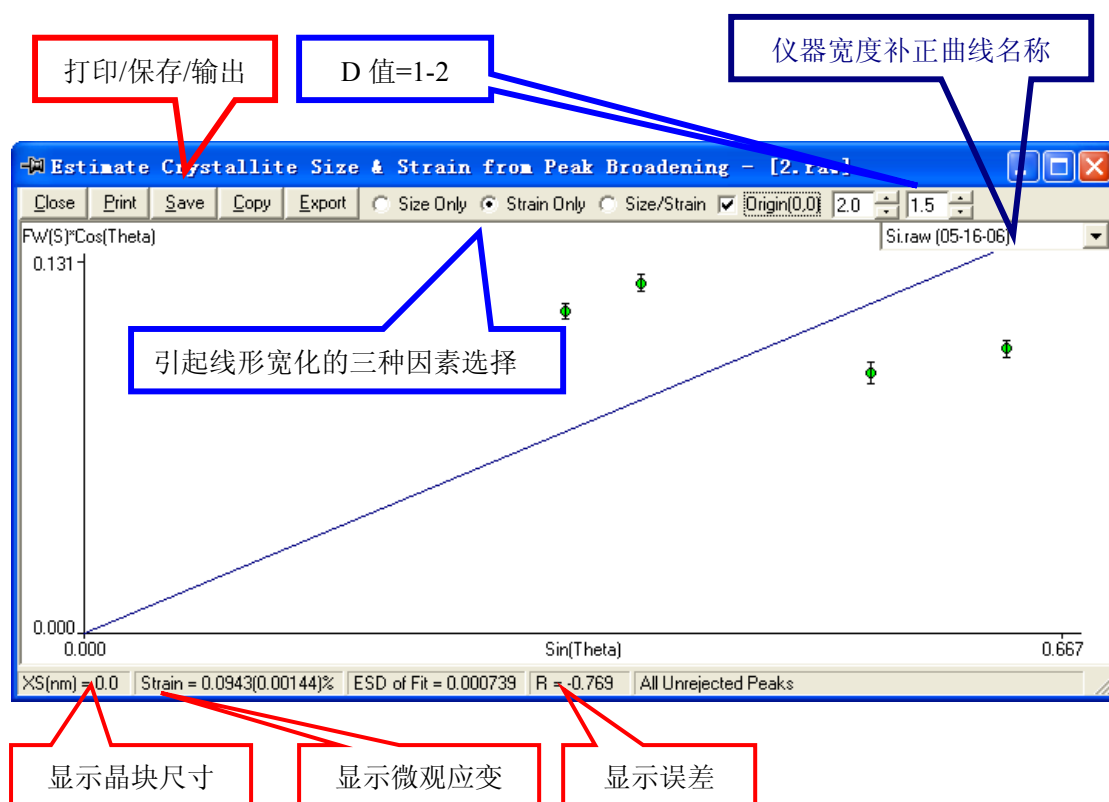 打印/保存/输出
D 值=1-2
仪器宽度补正曲线名称
Estimate Crystallite Size & Strain from Peak Broadening - [2.raw]
Close Print Save Copy Export Size Only Strain Only Size/Strain Origin(0,0) 2.0 1.5
FW(S)*Cos(Theta)
Si.raw (05-16-06)
0.131
引起线形宽化的三种因素选择
0.000
0.000 Sin(Theta) 0.667
XS(nm) = 0.0 Strain = 0.0943(0.00144)% ESD of Fit = 0.000739 R = -0.769 All Unrejected Peaks
显示晶块尺寸
显示微观应变
显示误差